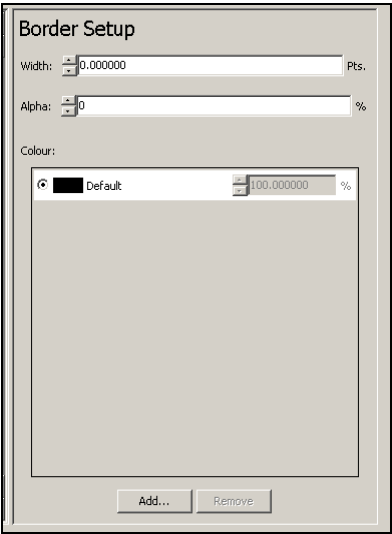 Border Setup
Width: 0.000000 Pts.
Alpha: 0 %
Colour:
Default 100.000000 %
Add... Remove